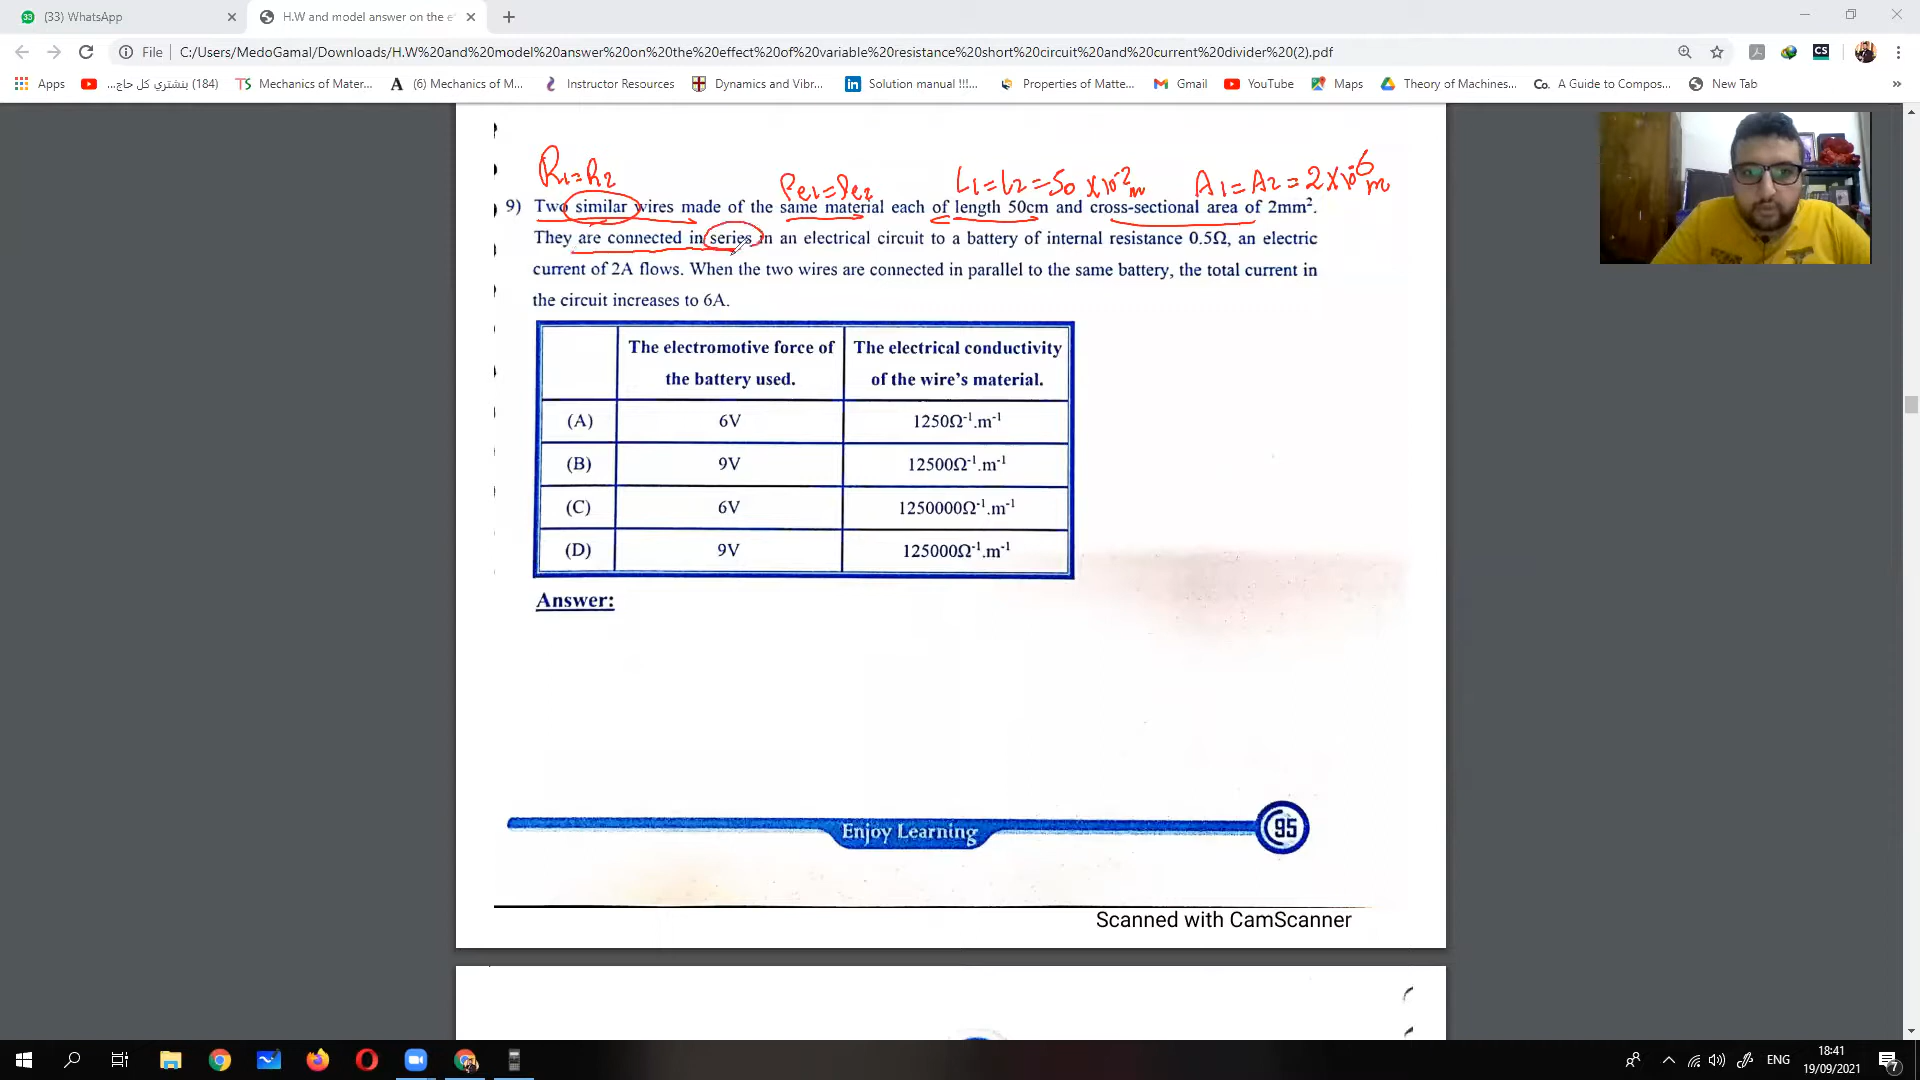 (33) WhatsApp
H.W and model answer on the e
File
C:/Users/MedoGamal/Downloads/H.W%20and%20model%20answer%20on%20the%20effect%20of%20variable%20resistance%20short%20circuit%20and%20current%20divider%20(2).pdf
Apps
(184) بنشتري كل حاج...
Mechanics of Mater...
(6) Mechanics of M...
Instructor Resources
Dynamics and Vibr...
Solution manual !!!...
Properties of Matte...
Gmail
YouTube
Maps
Theory of Machines...
A Guide to Compos...
New Tab
R1=R2
ρe1=ρe2
L1=L2=50 x10-2 m
A1=A2=2x10-6 m
9) Two similar wires made of the same material each of length 50cm and cross-sectional area of 2mm².
They are connected in series in an electrical circuit to a battery of internal resistance 0.5Ω, an electric
current of 2A flows. When the two wires are connected in parallel to the same battery, the total current in
the circuit increases to 6A.
The electromotive force of the battery used.
The electrical conductivity of the wire's material.
(A) 6V 1250Ω⁻¹.m⁻¹
(B) 9V 12500Ω⁻¹.m⁻¹
(C) 6V 1250000Ω⁻¹.m⁻¹
(D) 9V 125000Ω⁻¹.m⁻¹
Answer:
Enjoy Learning
95
Scanned with CamScanner
ENG
18:41
19/09/2021